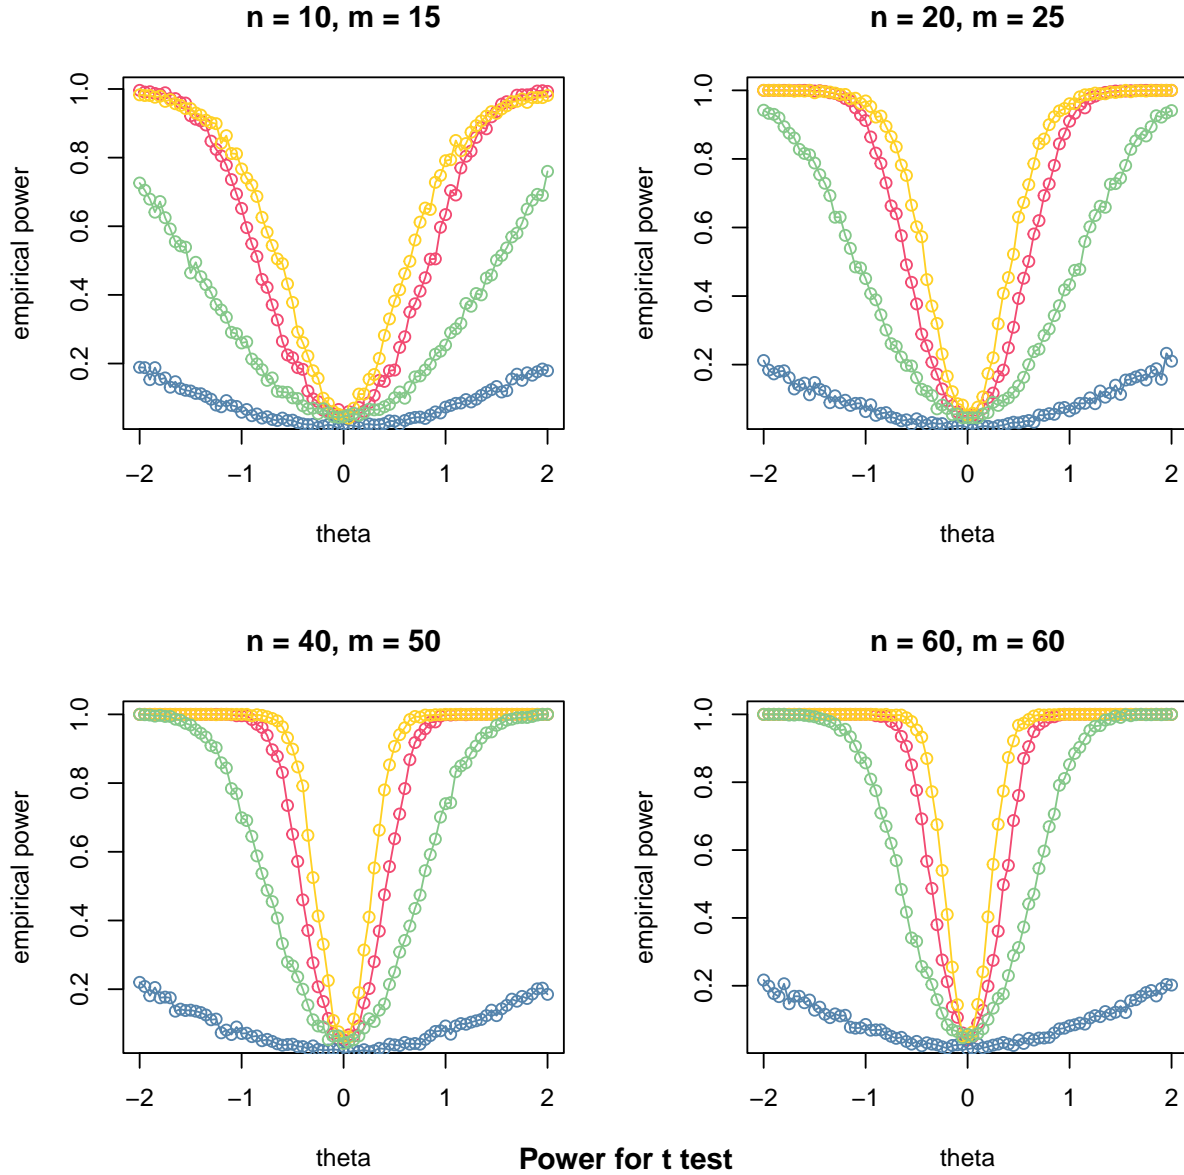 n = 10, m = 15
n = 20, m = 25
empirical power
1.0
0.8
0.6
0.4
0.2
−2 −1 0 1 2
theta
empirical power
1.0
0.8
0.6
0.4
0.2
−2 −1 0 1 2
theta
n = 40, m = 50
n = 60, m = 60
empirical power
1.0
0.8
0.6
0.4
0.2
−2 −1 0 1 2
theta
empirical power
1.0
0.8
0.6
0.4
0.2
−2 −1 0 1 2
theta
Power for t test